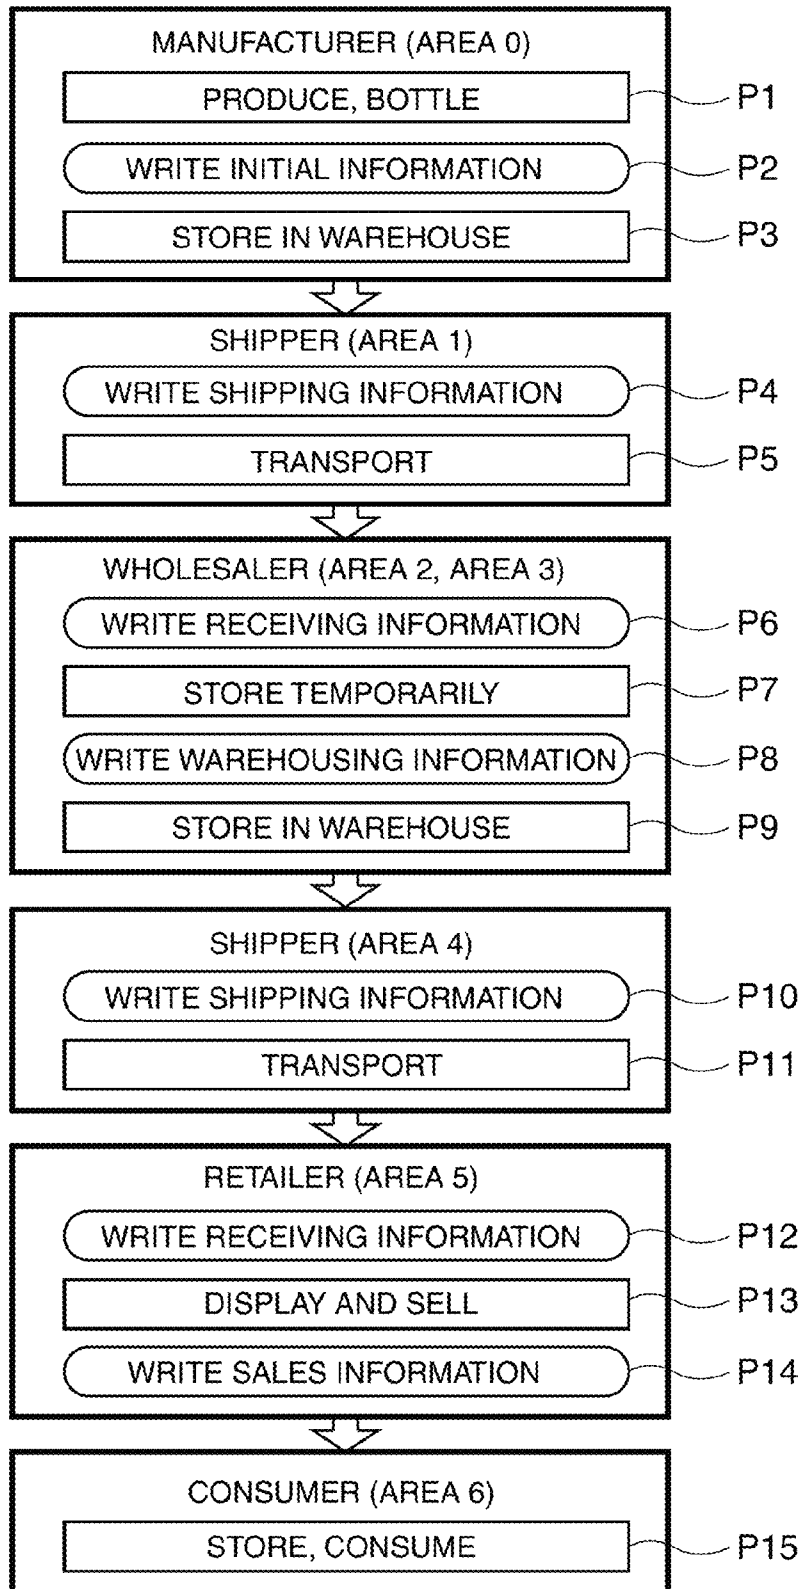 MANUFACTURER (AREA 0)
PRODUCE, BOTTLE P1
WRITE INITIAL INFORMATION P2
STORE IN WAREHOUSE P3
SHIPPER (AREA 1)
WRITE SHIPPING INFORMATION P4
TRANSPORT P5
WHOLESALER (AREA 2, AREA 3)
WRITE RECEIVING INFORMATION P6
STORE TEMPORARILY P7
WRITE WAREHOUSING INFORMATION P8
STORE IN WAREHOUSE P9
SHIPPER (AREA 4)
WRITE SHIPPING INFORMATION P10
TRANSPORT P11
RETAILER (AREA 5)
WRITE RECEIVING INFORMATION P12
DISPLAY AND SELL P13
WRITE SALES INFORMATION P14
CONSUMER (AREA 6)
STORE, CONSUME P15